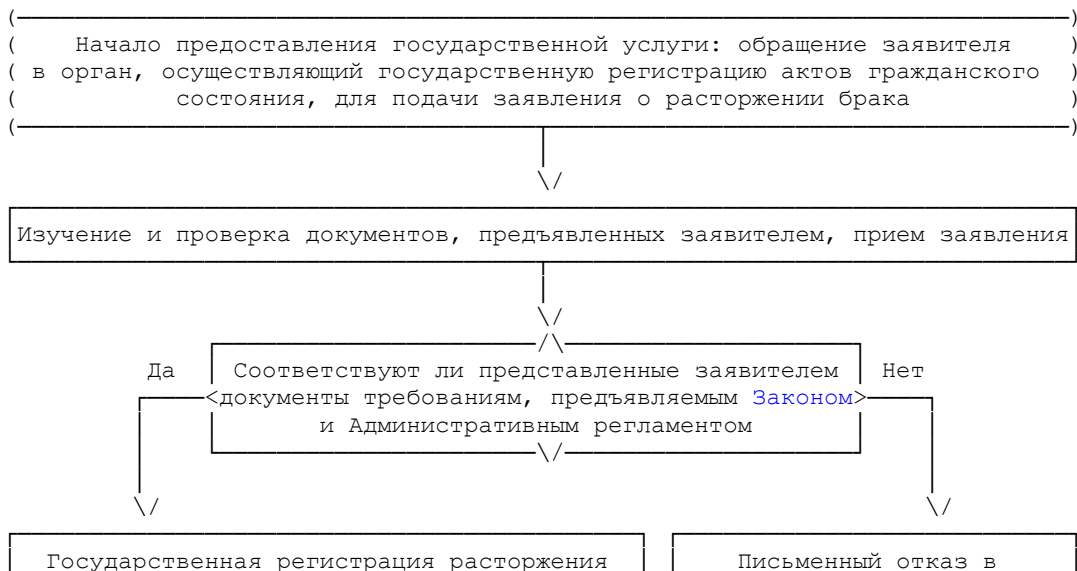 Начало предоставления государственной услуги: обращение заявителя
в орган, осуществляющий государственную регистрацию актов гражданского
состояния, для подачи заявления о расторжении брака
Изучение и проверка документов, предъявленных заявителем, прием заявления
Да
Соответствуют ли представленные заявителем
Нет
документы требованиям, предъявляемым Законом
и Административным регламентом
Государственная регистрация расторжения
Письменный отказ в